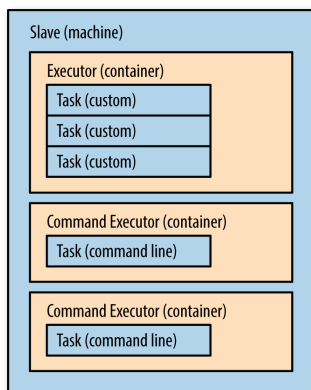 Slave (machine)
Executor (container)
Task (custom)
Task (custom)
Task (custom)
Command Executor (container)
Task (command line)
Command Executor (container)
Task (command line)